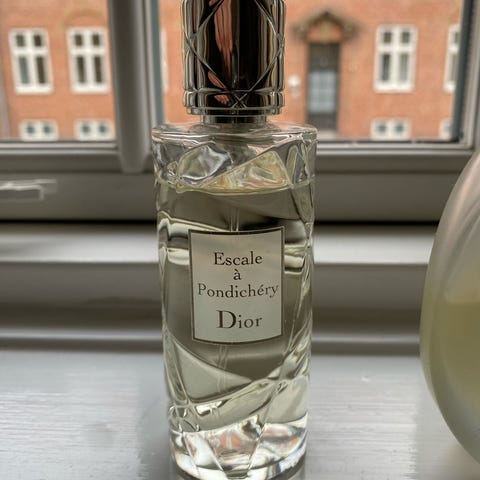 Escale
à
Pondichéry
Dior